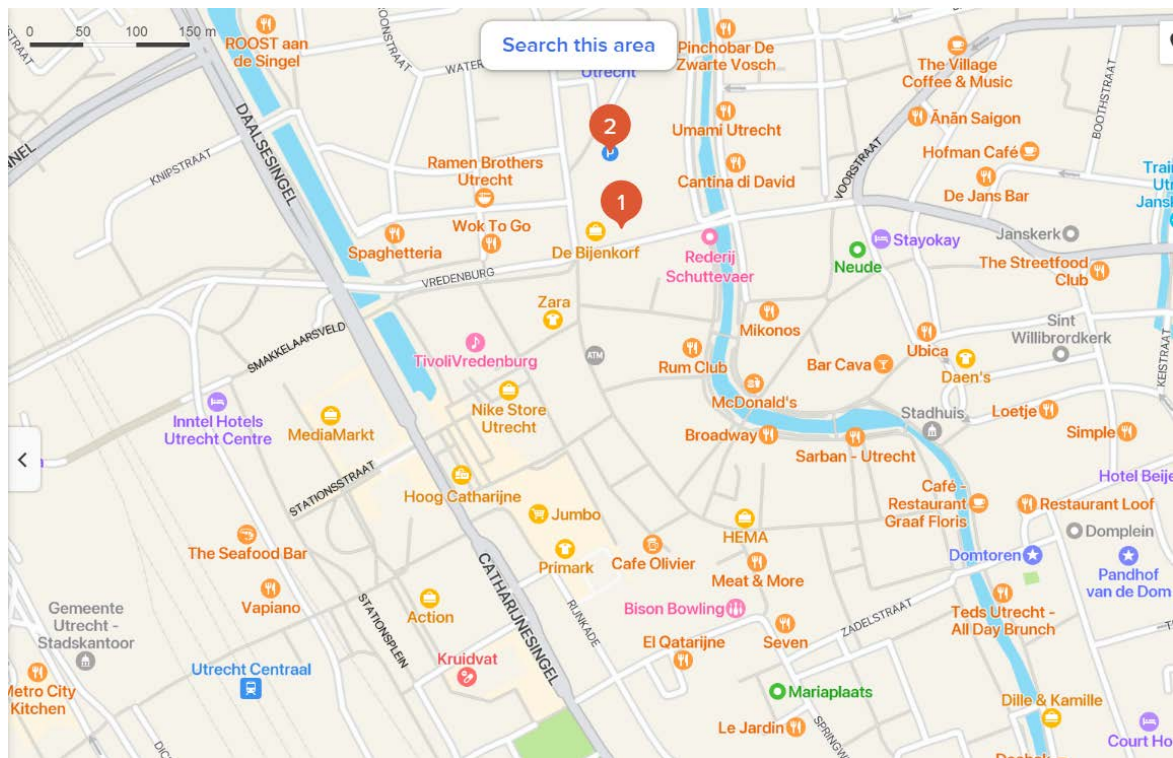 0 50 100 150 m
ROOST aan
de Singel
Search this area
Utrecht
Pinchobar De
Zwarte Vosch
The Village
Coffee & Music
BOOTHSTRAAT
DAALSESINGEL
KNIPSTRAAT
2
Umami Utrecht
Ānān Saigon
Hofman Café
Ramen Brothers
Utrecht
Cantina di David
VOORSTRAAT
De Jans Bar
1
Wok To Go
Spaghetteria
De Bijenkorf
Rederij
Schuttevaer
Stayokay
Neude
Janskerk
The Streetfood
Club
VREDENBURG
Zara
Mikonos
SMAKKELAARSVELD
TivoliVredenburg
ATM
Rum Club
Bar Cava
Ubica
Sint
Willibrordkerk
Daen's
KEISTRAAT
McDonald's
Inntel Hotels
Utrecht Centre
MediaMarkt
Nike Store
Utrecht
Broadway
Sarban - Utrecht
Stadhuis
Loetje
Simple
STATIONSSTRAAT
Hoog Catharijne
Café -
Restaurant
Graaf Floris
Restaurant Loof
Jumbo
HEMA
Domplein
The Seafood Bar
Primark
Cafe Olivier
Meat & More
Domtoren
Pandhof
van de Dom
Vapiano
CATHARIJNESINGEL
Gemeente
Utrecht -
Stadskantoor
STATIONSPLEIN
Action
RIJNKADE
Bison Bowling
ZADELSTRAAT
Teds Utrecht -
All Day Brunch
El Qatarijne
Seven
Utrecht Centraal
Kruidvat
Metro City
Kitchen
Mariaplaats
Dille & Kamille
Le Jardin